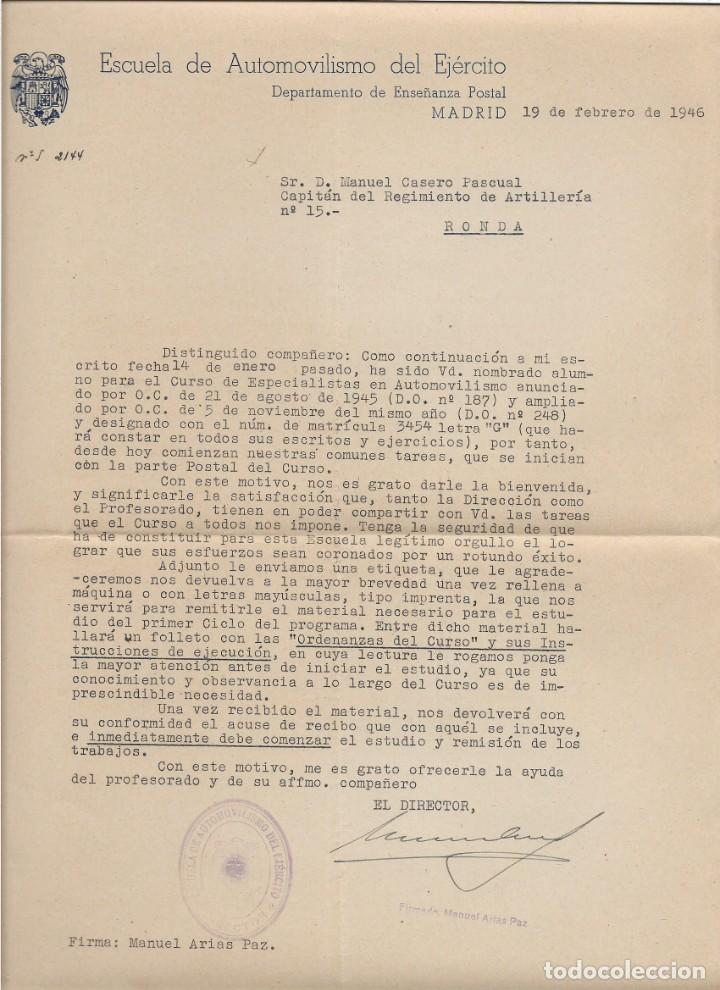 Escuela de Automovilismo del Ejército
Departamento de Enseñanza Postal
MADRID 19 de febrero de 1946
nº S 2144
Sr. D. Manuel Casero Pascual
Capitán del Regimiento de Artillería
nº 15.-
RONDA
Distinguido compañero: Como continuación a mi es-
crito fecha14 de enero pasado, ha sido Vd. nombrado alum-
no para el Curso de Especialistas en Automovilismo anuncia-
do por O.C. de 21 de agosto de 1945 (D.O. nº 187) y amplia-
do por O.C. de 5 de noviembre del mismo año (D.O. nº 248)
y designado con el núm. de matrícula 3454 letra "G" (que ha-
rá constar en todos sus escritos y ejercicios), por tanto,
desde hoy comienzan nuestras comunes tareas, que se inician
con la parte Postal del Curso.
Con este motivo, nos es grato darle la bienvenida,
y significarle la satisfacción que, tanto la Dirección como
el Profesorado, tienen en poder compartir con Vd. las tareas
que el Curso a todos nos impone. Tenga la seguridad de que
ha de constituir para esta Escuela legítimo orgullo el lo-
grar que sus esfuerzos sean coronados por un rotundo éxito.
Adjunto le enviamos una etiqueta, que le agrade-
-ceremos nos devuelva a la mayor brevedad una vez rellena a
máquina o con letras mayúsculas, tipo imprenta, la que nos
servirá para remitirle el material necesario para el estu-
dio del primer Ciclo del programa. Entre dicho material ha-
llará un folleto con las "Ordenanzas del Curso" y sus Ins-
trucciones de ejecución, en cuya lectura le rogamos ponga
la mayor atención antes de iniciar el estudio, ya que su
conocimiento y observancia a lo largo del Curso es de im-
prescindible necesidad.
Una vez recibido el material, nos devolverá con
su conformidad el acuse de recibo que con aquél se incluye,
e inmediatamente debe comenzar el estudio y remisión de los
trabajos.
Con este motivo, me es grato ofrecerle la ayuda
del profesorado y de su affmo. compañero
EL DIRECTOR,
ESCUELA DE AUTOMOVILISMO DEL EJÉRCITO
Firmado, Manuel Arias Paz
Firma: Manuel Arias Paz.
todocoleccion